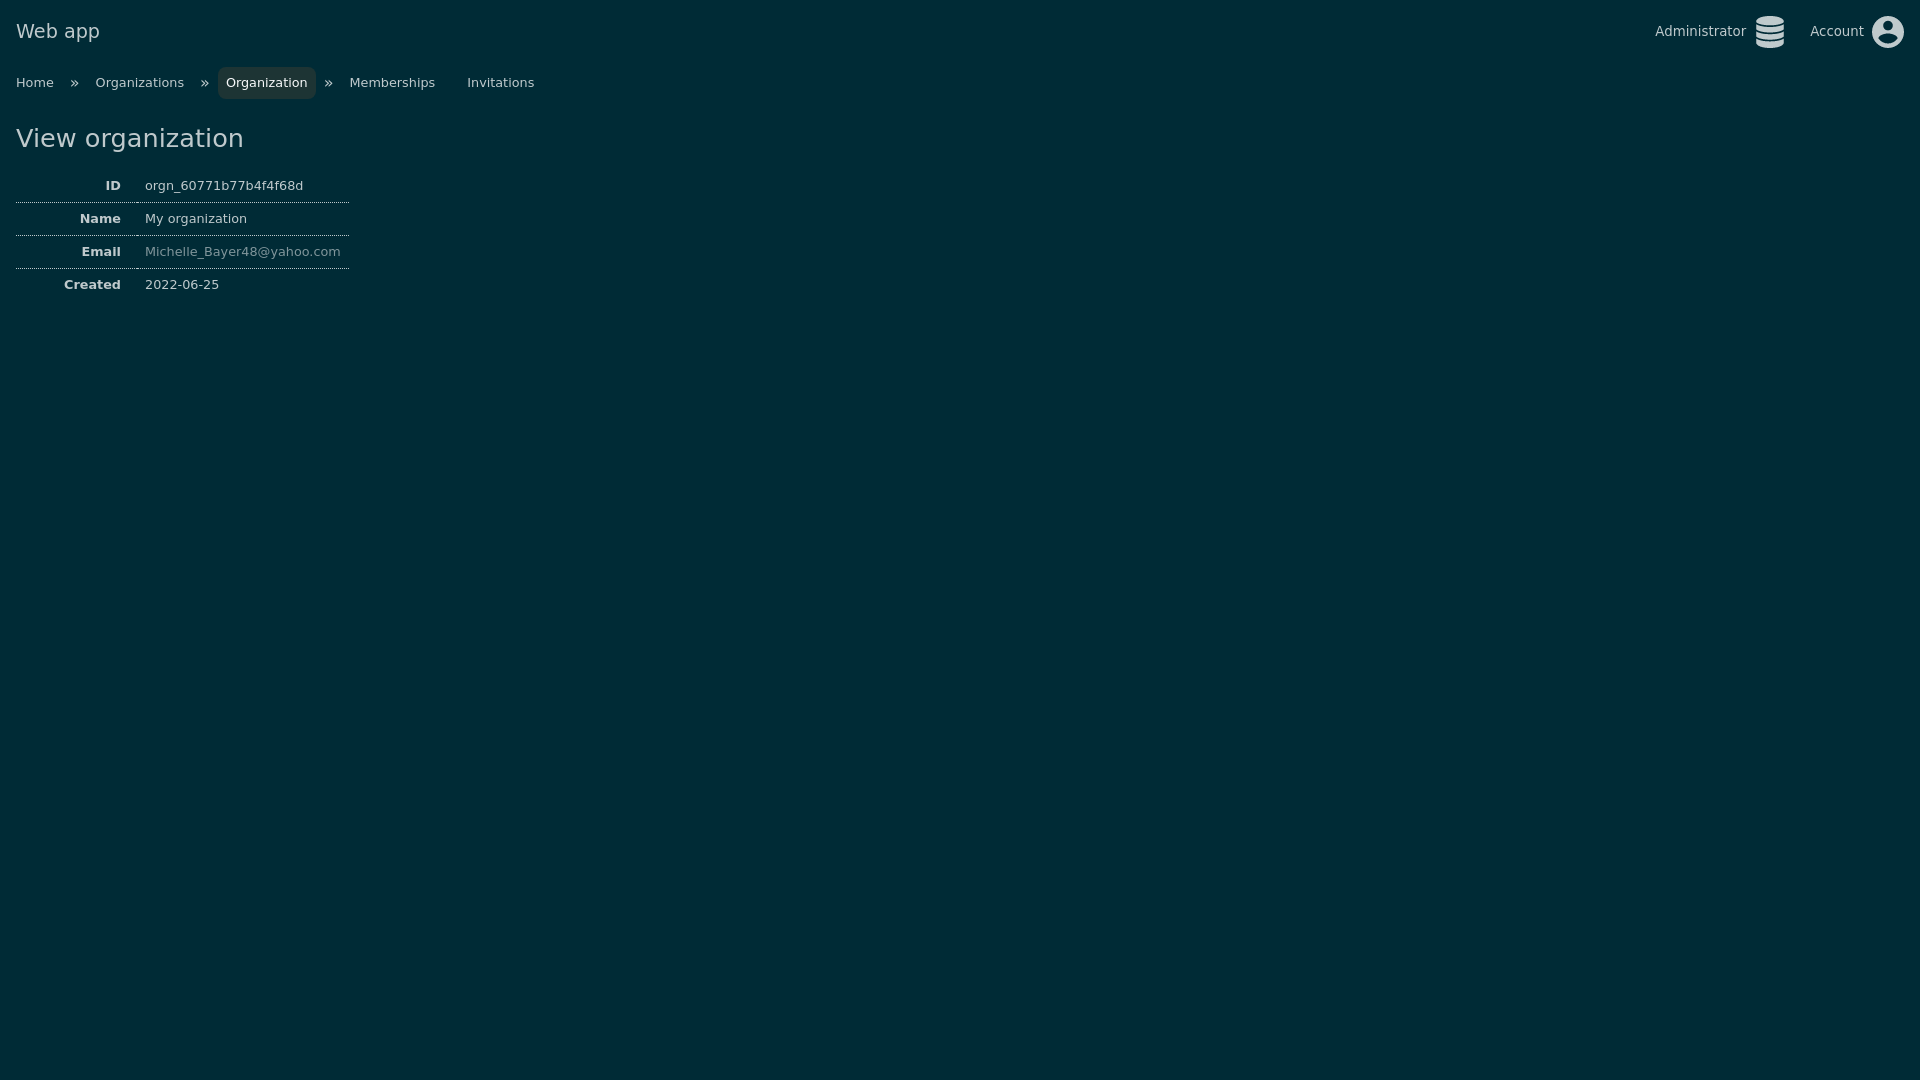 Web app
Administrator
Account
Home » Organizations » Organization » Memberships Invitations
View organization
ID orgn_60771b77b4f4f68d
Name My organization
Email Michelle_Bayer48@yahoo.com
Created 2022-06-25